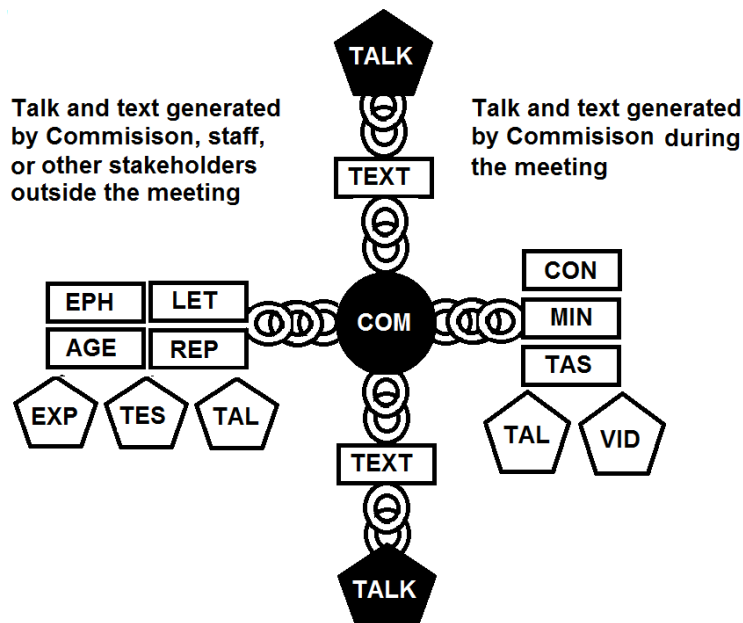 TALK
Talk and text generated
by Commisison, staff,
or other stakeholders
outside the meeting
Talk and text generated
by Commisison during
the meeting
TEXT
EPH
LET
AGE
REP
EXP
TES
TAL
COM
CON
MIN
TAS
TAL
VID
TEXT
TALK